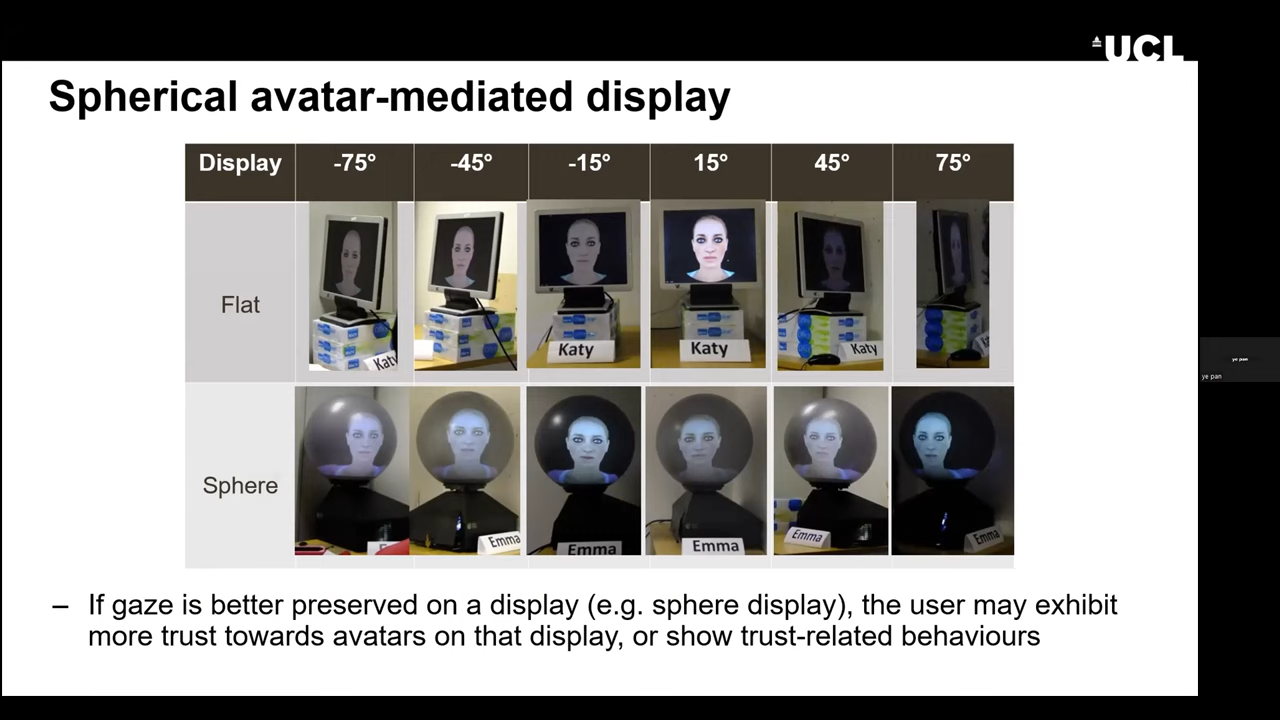 UCL
Spherical avatar-mediated display
Display -75° -45° -15° 15° 45° 75°
Flat
Katy Katy Katy Katy
Sphere
Emma Emma Emma Emma Emma
– If gaze is better preserved on a display (e.g. sphere display), the user may exhibit
more trust towards avatars on that display, or show trust-related behaviours
ye pan
ye pan